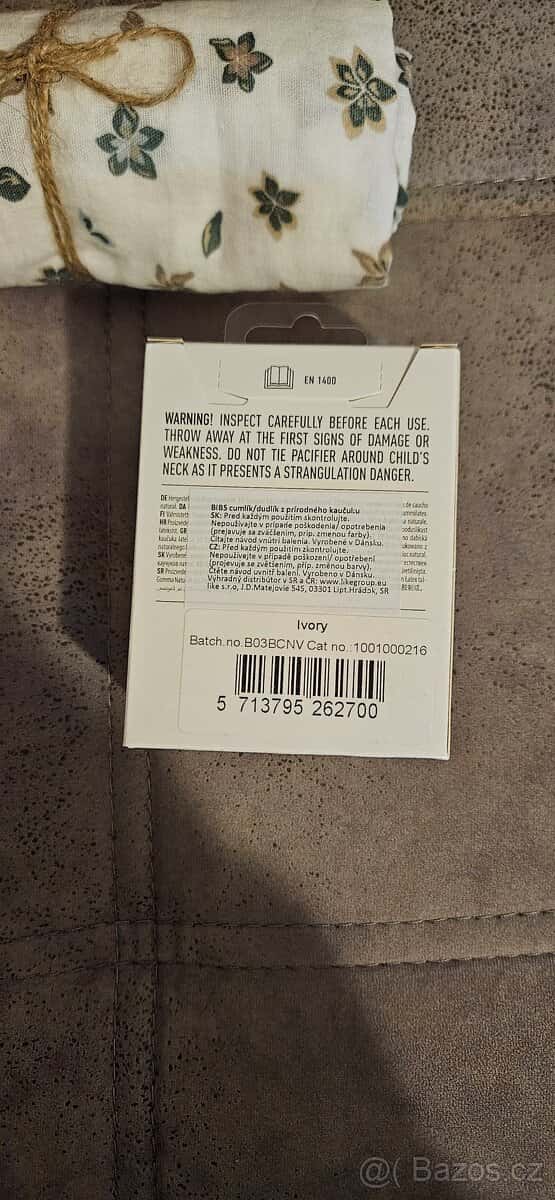 EN 1400
WARNING! INSPECT CAREFULLY BEFORE EACH USE.
THROW AWAY AT THE FIRST SIGNS OF DAMAGE OR
WEAKNESS. DO NOT TIE PACIFIER AROUND CHILD'S
NECK AS IT PRESENTS A STRANGULATION DANGER.
BIBS cumlík/dudlík z prírodného kaučuku
SK: Pred každým použitím skontrolujte.
Nepoužívajte v prípade poškodenia/ opotrebenia
(prejavuje sa zväčšením, príp. zmenou farby).
Čítajte návod vnútri balenia. Vyrobené v Dánsku.
CZ: Před každým použitím zkontrolujte.
Nepoužívejte v případě poškození/ opotřebení
(projevuje se zvětšením, příp. změnou barvy).
Čtěte návod uvnitř balení. Vyrobeno v Dánsku.
Výhradný distribútor v SR a ČR: www.likegroup.eu
like s.r.o, J.D.Matejovie 545, 03301 Lipt.Hrádok, SR
Ivory
Batch.no.B03BCNV Cat no.:1001000216
5 713795 262700
@( Bazos.cz